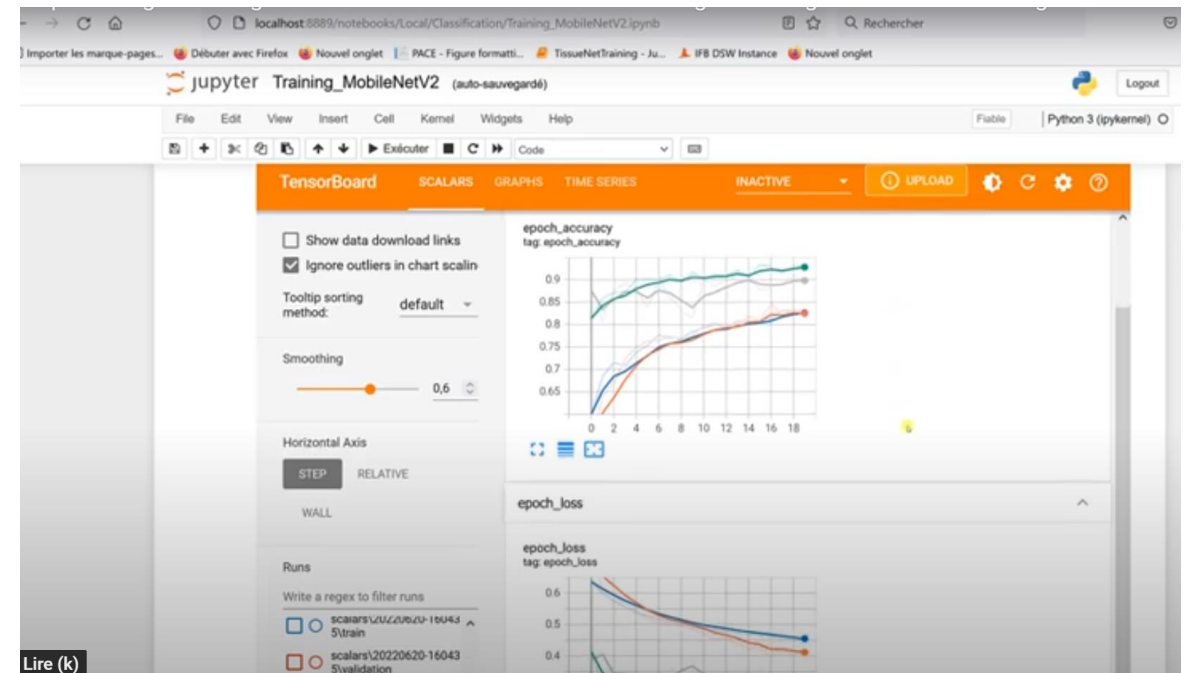 localhost:8889/notebooks/Local/Classification/Training_MobileNetV2.ipynb
Rechercher
Importer les marque-pages...
Débuter avec Firefox
Nouvel onglet
PACE - Figure formatti...
TissueNetTraining - Ju...
IFB DSW Instance
Nouvel onglet
jupyter Training_MobileNetV2 (auto-sauvegardé)
Logout
File Edit View Insert Cell Kernel Widgets Help
Fiable
Python 3 (ipykernel)
Exécuter
Code
TensorBoard SCALARS GRAPHS TIME SERIES INACTIVE UPLOAD
Show data download links
Ignore outliers in chart scalin
Tooltip sorting
method:
default
Smoothing
0,6
Horizontal Axis
STEP RELATIVE
WALL
Runs
Write a regex to filter runs
scalars\20220620-16043
5\train
scalars\20220620-16043
5\validation
epoch_accuracy
tag: epoch_accuracy
0.9
0.85
0.8
0.75
0.7
0.65
0 2 4 6 8 10 12 14 16 18
epoch_loss
epoch_loss
tag: epoch_loss
0.6
0.5
0.4
Lire (k)